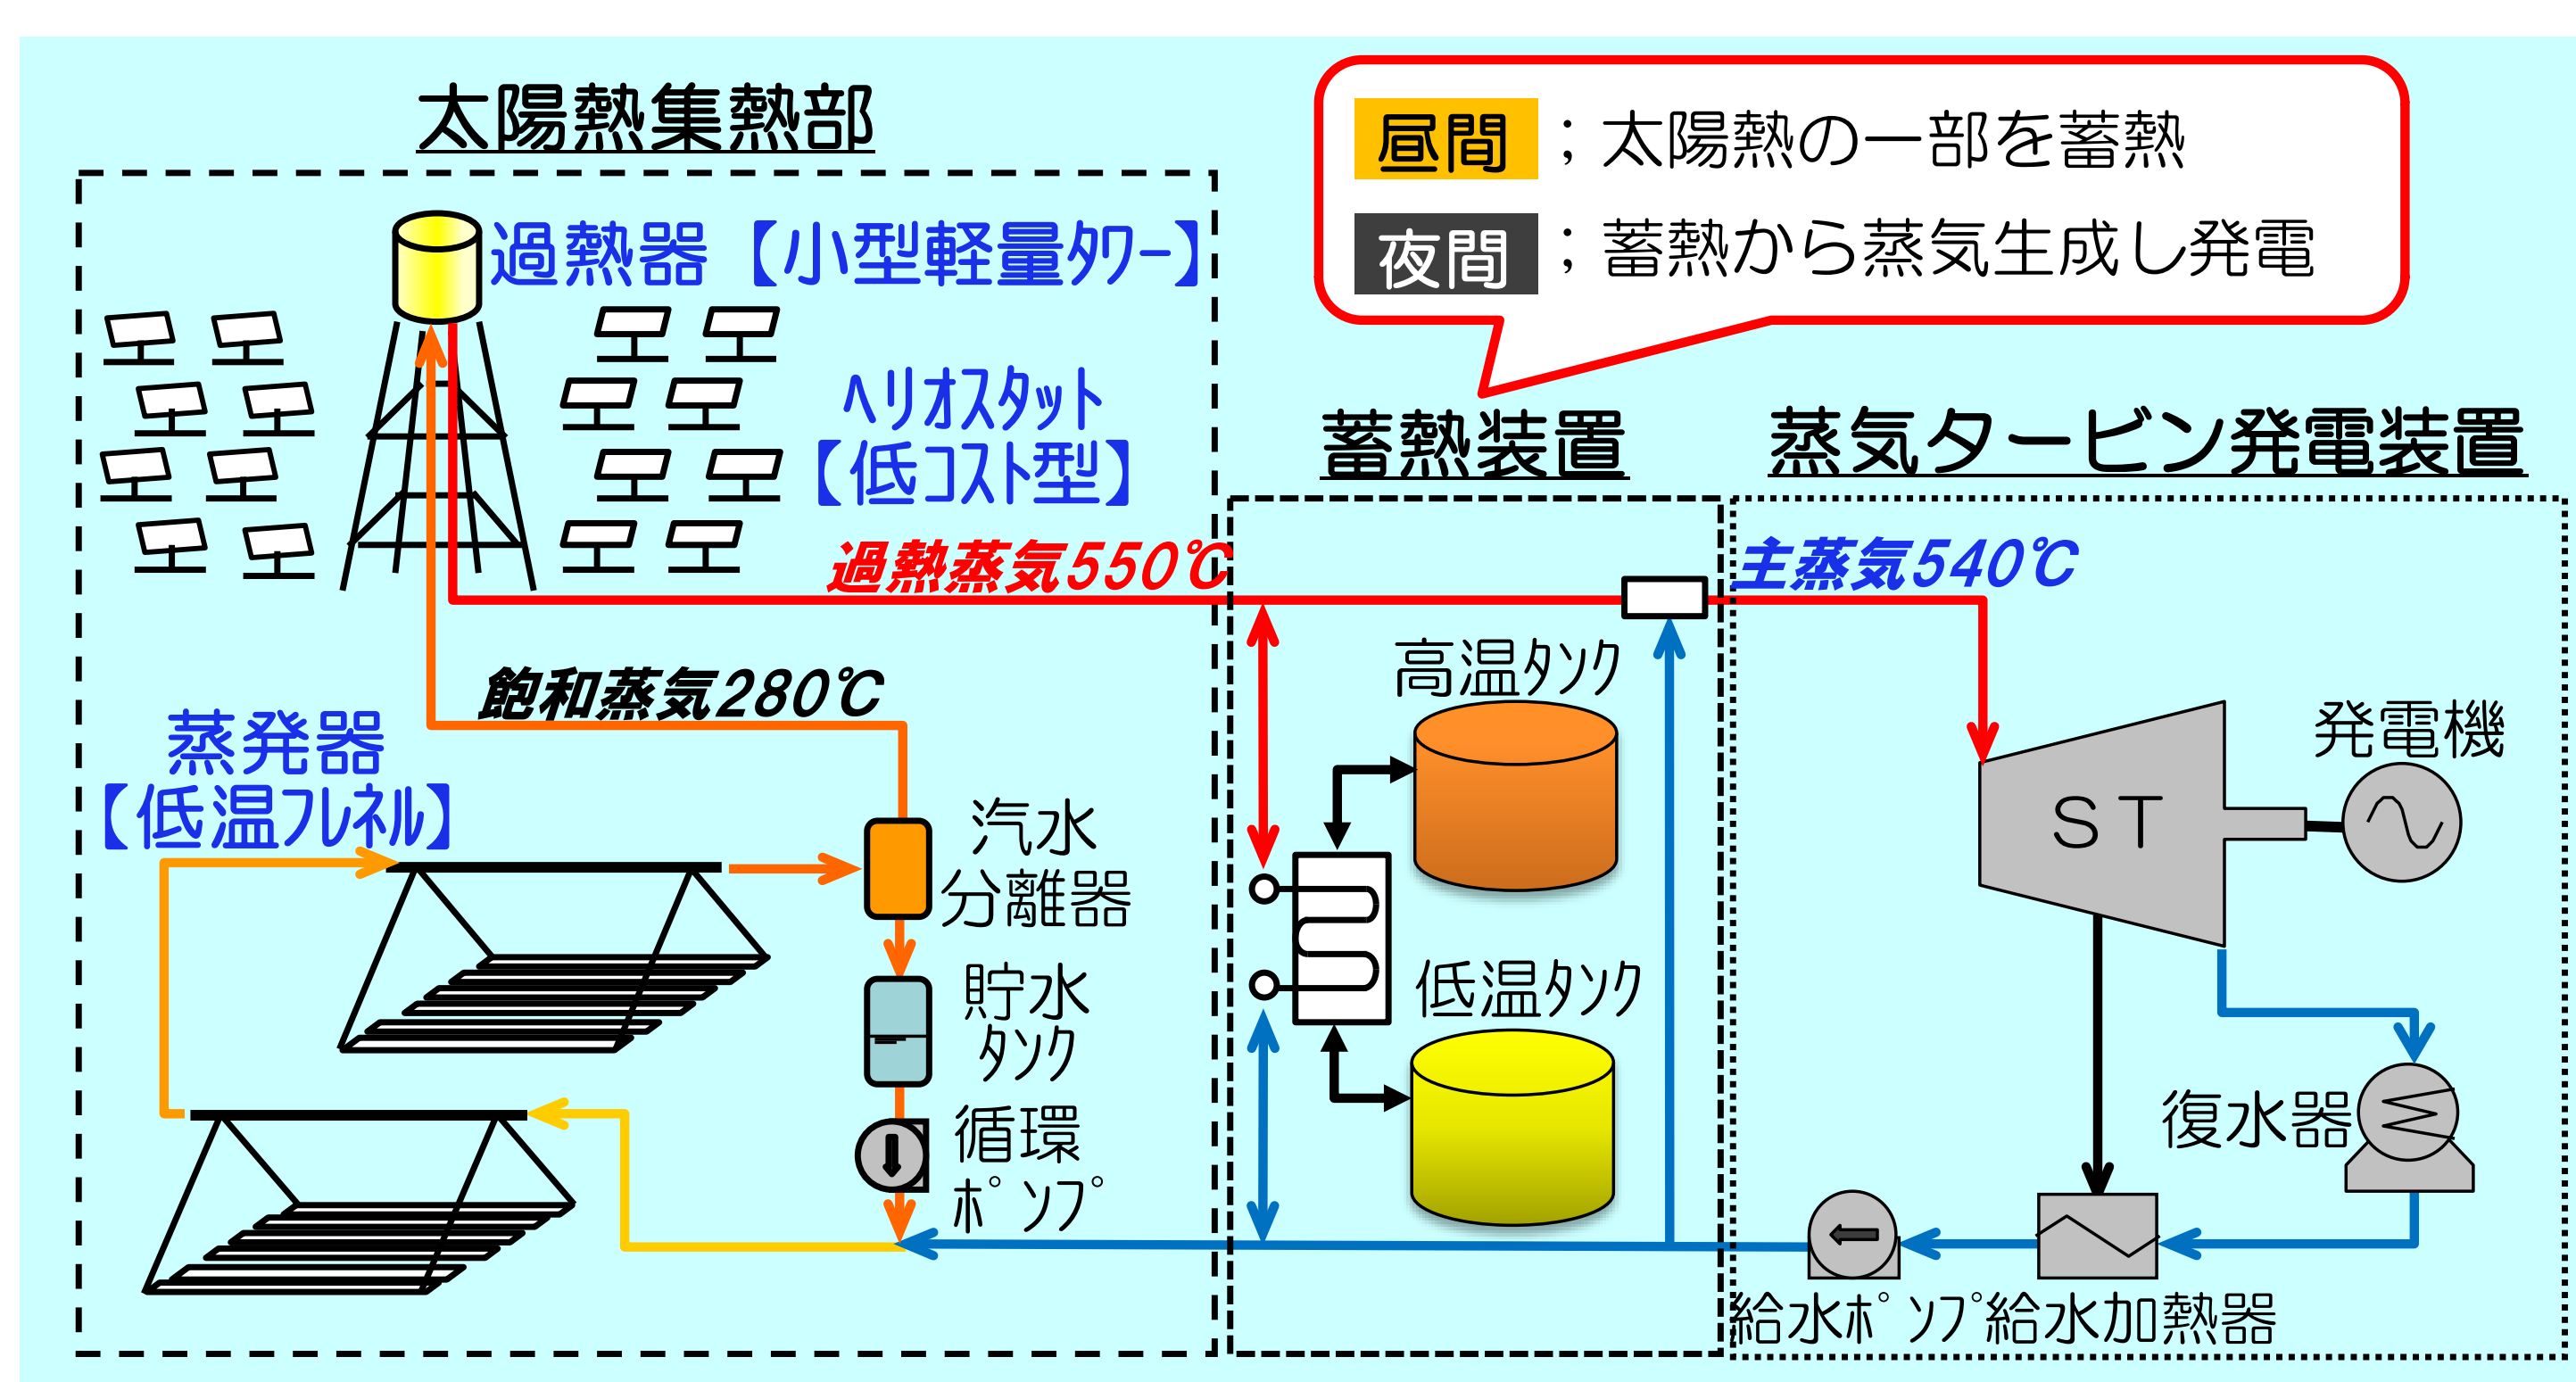 太陽熱集熱部
昼間；太陽熱の一部を蓄熱
夜間；蓄熱から蒸気生成し発電
過熱器【小型軽量ﾀﾜｰ】
ﾍﾘｵｽﾀｯﾄ
【低ｺｽﾄ型】
蓄熱装置
蒸気タービン発電装置
過熱蒸気550℃
主蒸気540℃
飽和蒸気280℃
高温ﾀﾝｸ
蒸発器
【低温ﾌﾚﾈﾙ】
発電機
ST
汽水
分離器
低温ﾀﾝｸ
貯水
ﾀﾝｸ
循環
ﾎﾟﾝﾌﾟ
復水器
給水ﾎﾟﾝﾌﾟ
給水加熱器